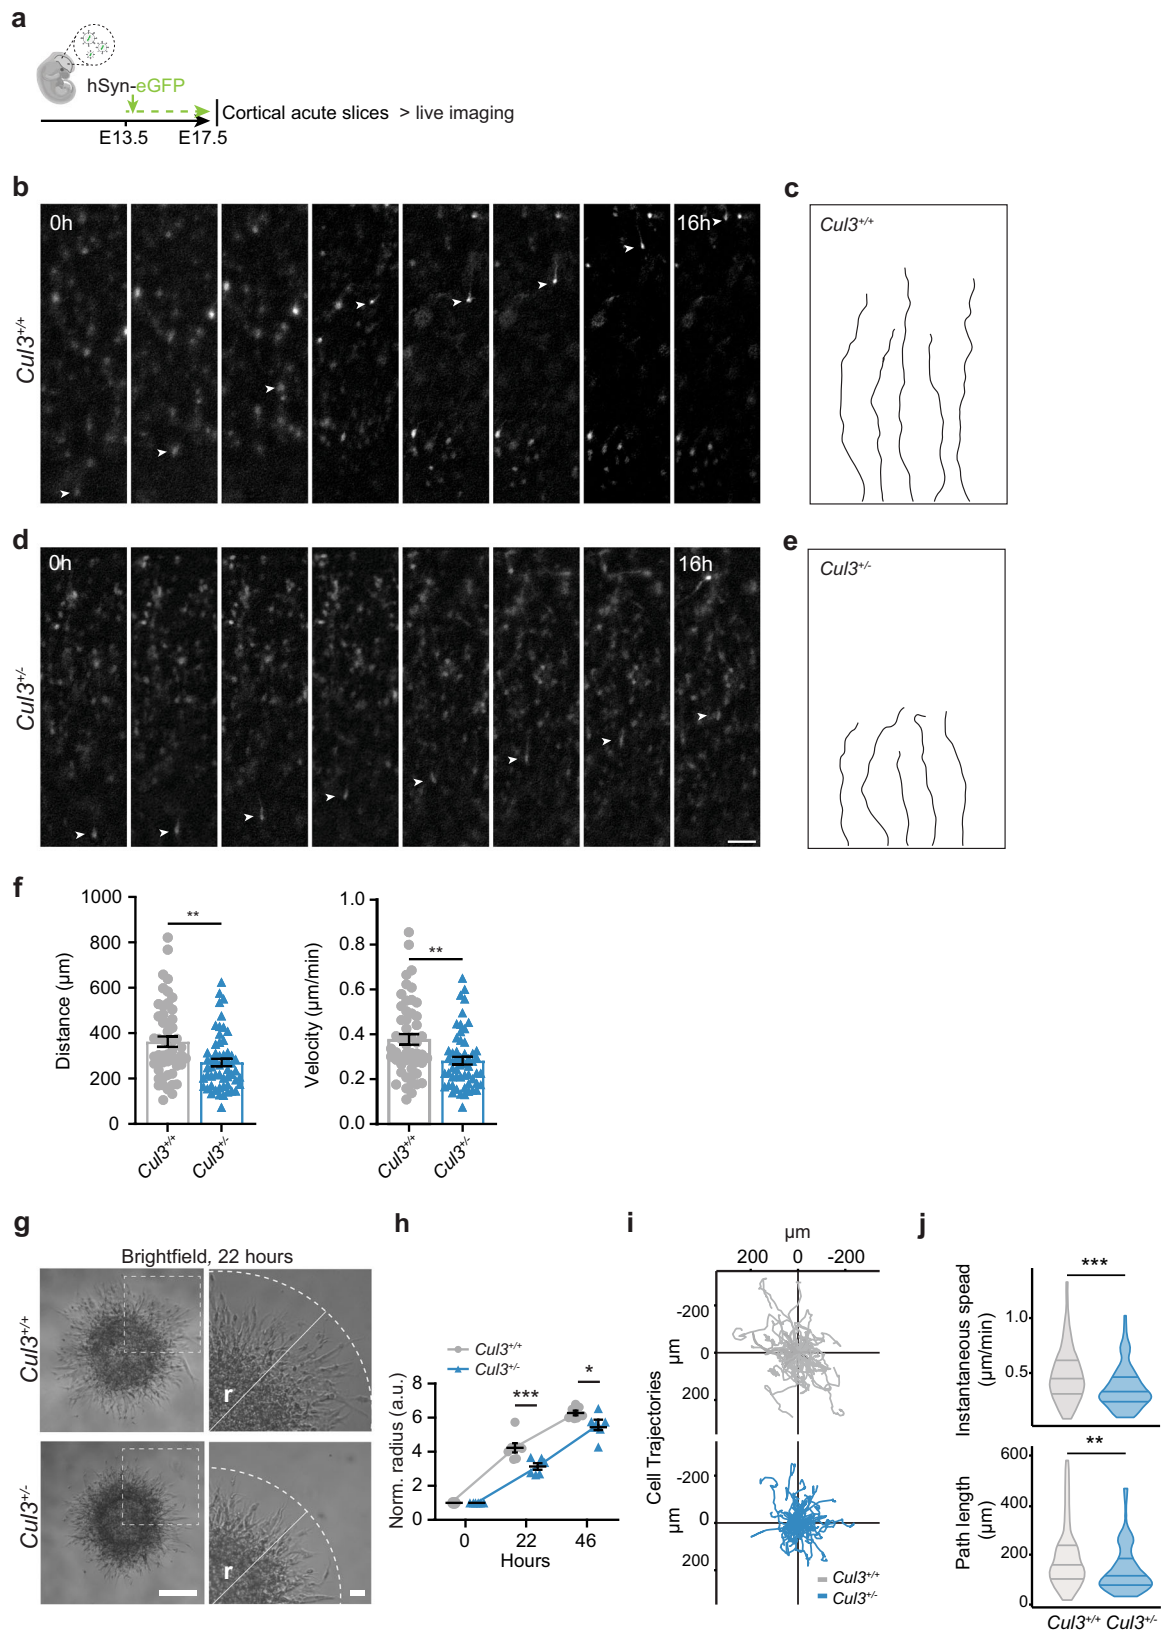 a
hSyn-eGFP
Cortical acute slices > live imaging
E13.5 E17.5
b
Cul3+/+
0h
16h
c
Cul3+/+
d
Cul3+/-
0h
16h
e
Cul3+/-
f
Distance (µm)
1000
800
600
400
200
0
**
Cul3+/+ Cul3+/-
Velocity (µm/min)
1.0
0.8
0.6
0.4
0.2
0.0
**
Cul3+/+ Cul3+/-
g
Brightfield, 22 hours
Cul3+/+
r
Cul3+/-
r
h
Cul3+/+
Cul3+/-
Norm. radius (a.u.)
8
6
4
2
0
***
*
0 22 46
Hours
i
µm
200 0 -200
Cell Trajectories
µm
-200
0
200
µm
-200
0
200
Cul3+/+
Cul3+/-
j
Instantaneous spead
(µm/min)
1.0
0.5
***
Path length
(µm)
600
400
200
0
**
Cul3+/+ Cul3+/-